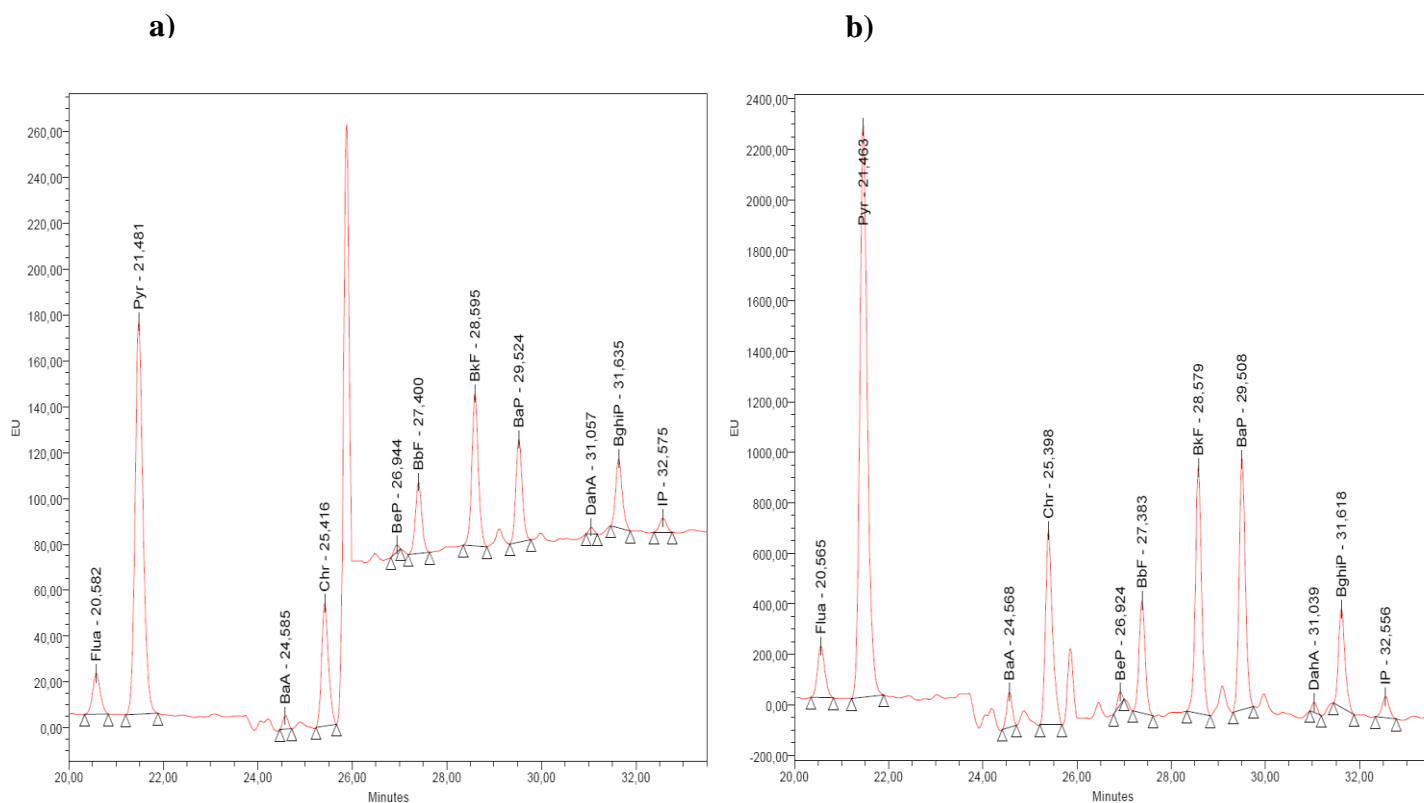 a)
b)
260,00
240,00
220,00
200,00
180,00
160,00
140,00
120,00
100,00
80,00
60,00
40,00
20,00
0,00
EU
Flua - 20,582
Pyr - 21,481
BaA - 24,585
Chr - 25,416
BeP - 26,944
BbF - 27,400
BkF - 28,595
BaP - 29,524
DahA - 31,057
BghiP - 31,635
IP - 32,575
20,00 22,00 24,00 26,00 28,00 30,00 32,00
Minutes
2400,00
2200,00
2000,00
1800,00
1600,00
1400,00
1200,00
1000,00
800,00
600,00
400,00
200,00
0,00
-200,00
EU
Flua - 20,565
Pyr - 21,463
BaA - 24,568
Chr - 25,398
BeP - 26,924
BbF - 27,383
BkF - 28,579
BaP - 29,508
DahA - 31,039
BghiP - 31,618
IP - 32,556
20,00 22,00 24,00 26,00 28,00 30,00 32,00
Minutes